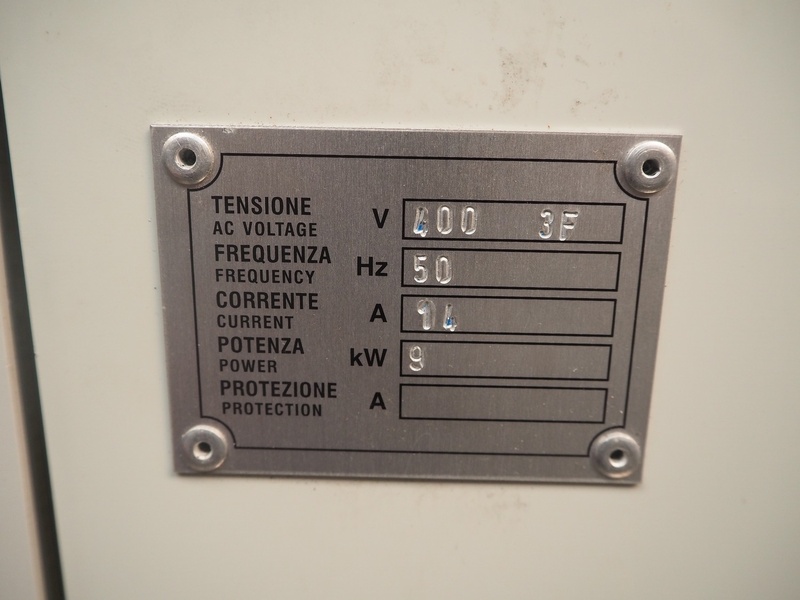 TENSIONE
AC VOLTAGE V 400 3F
FREQUENZA
FREQUENCY Hz 50
CORRENTE
CURRENT A 14
POTENZA
POWER kW 9
PROTEZIONE
PROTECTION A